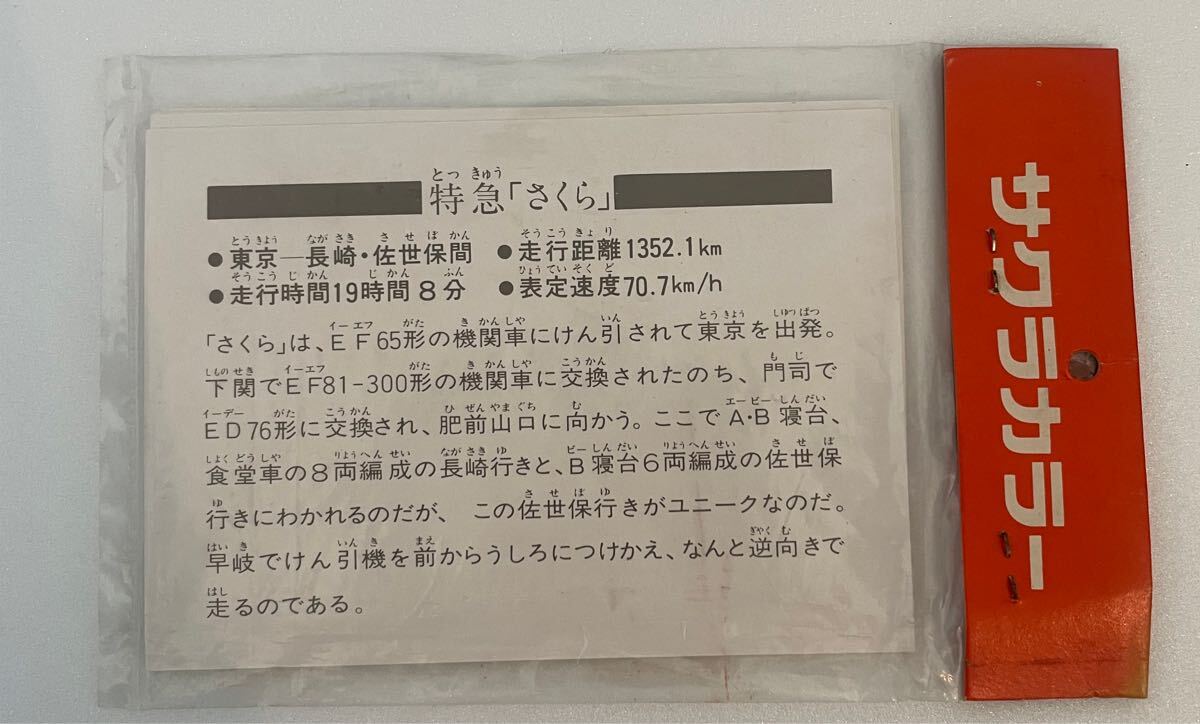 特急「さくら」
●東京―長崎・佐世保間 ●走行距離1352.1km
●走行時間19時間8分 ●表定速度70.7km/h
「さくら」は、EF65形の機関車にけん引されて東京を出発。
下関でEF81-300形の機関車に交換されたのち、門司で
ED76形に交換され、肥前山口に向かう。ここでA・B寝台、
食堂車の8両編成の長崎行きと、B寝台6両編成の佐世保
行きにわかれるのだが、この佐世保行きがユニークなのだ。
早岐でけん引機を前からうしろにつけかえ、なんと逆向きで
走るのである。
サクラカラー